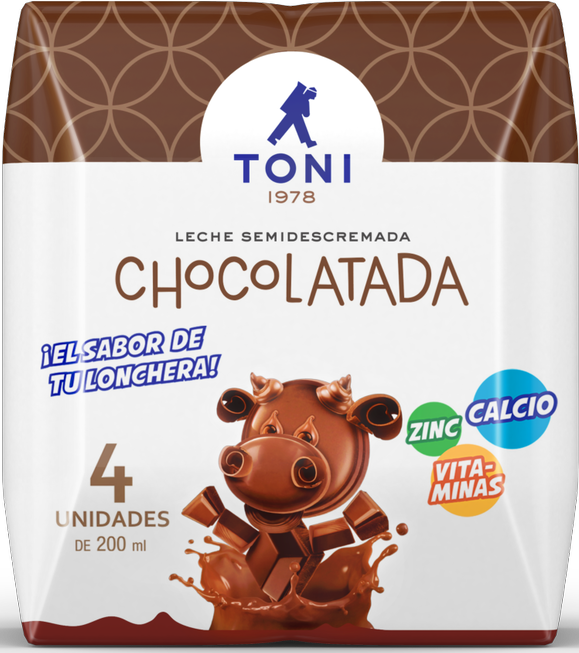 TONI
1978
LECHE SEMIDESCREMADA
CHOCOLATADA
¡EL SABOR DE
TU LONCHERA!
ZINC
CALCIO
VITA-
MINAS
4
UNIDADES
DE 200 ml